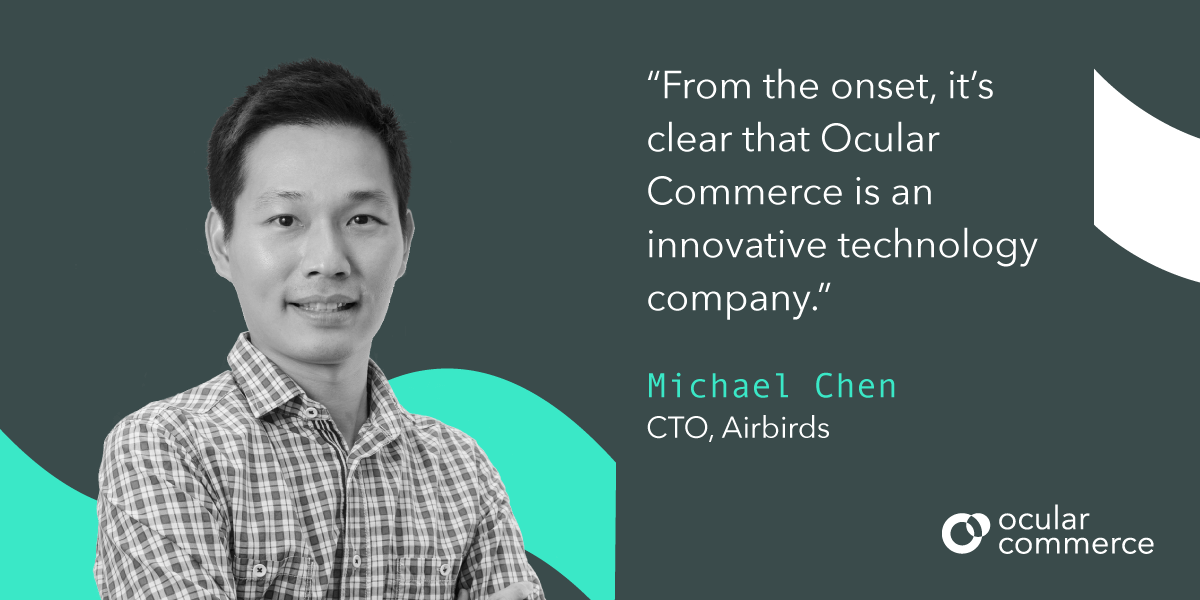 “From the onset, it’s
clear that Ocular
Commerce is an
innovative technology
company.”
Michael Chen
CTO, Airbirds
ocular
commerce